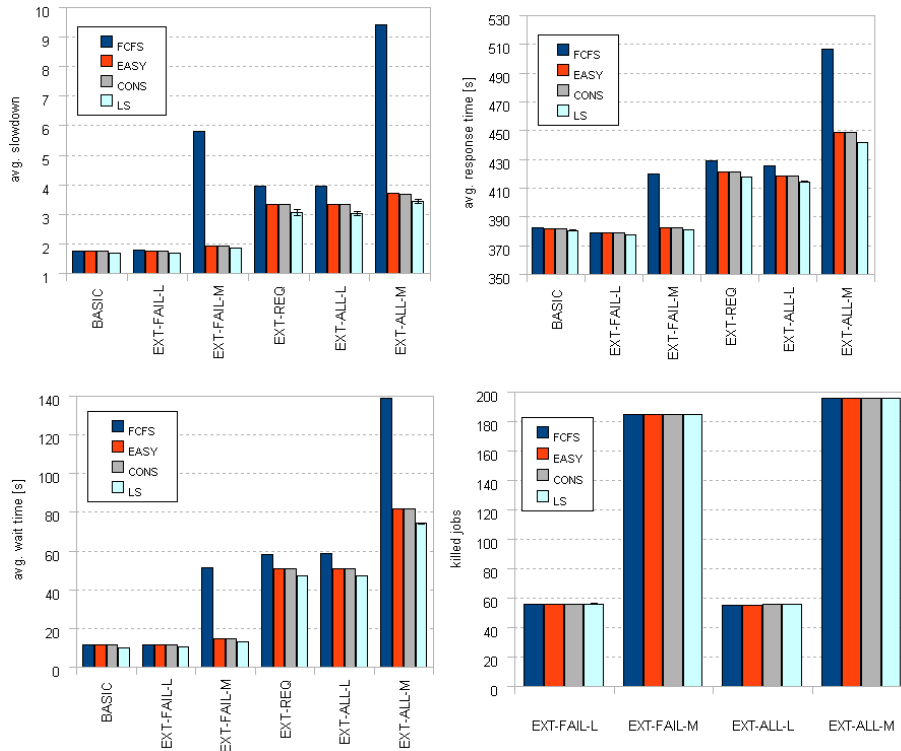 avg. slowdown
10
9
8
7
6
5
4
3
2
1
FCFS
EASY
CONS
LS
BASIC
EXT-FAIL-L
EXT-FAIL-M
EXT-REQ
EXT-ALL-L
EXT-ALL-M
avg. response time [s]
530
510
490
470
450
430
410
390
370
350
FCFS
EASY
CONS
LS
BASIC
EXT-FAIL-L
EXT-FAIL-M
EXT-REQ
EXT-ALL-L
EXT-ALL-M
avg. wait time [s]
140
120
100
80
60
40
20
0
FCFS
EASY
CONS
LS
BASIC
EXT-FAIL-L
EXT-FAIL-M
EXT-REQ
EXT-ALL-L
EXT-ALL-M
killed jobs
200
180
160
140
120
100
80
60
40
20
0
FCFS
EASY
CONS
LS
EXT-FAIL-L
EXT-FAIL-M
EXT-ALL-L
EXT-ALL-M